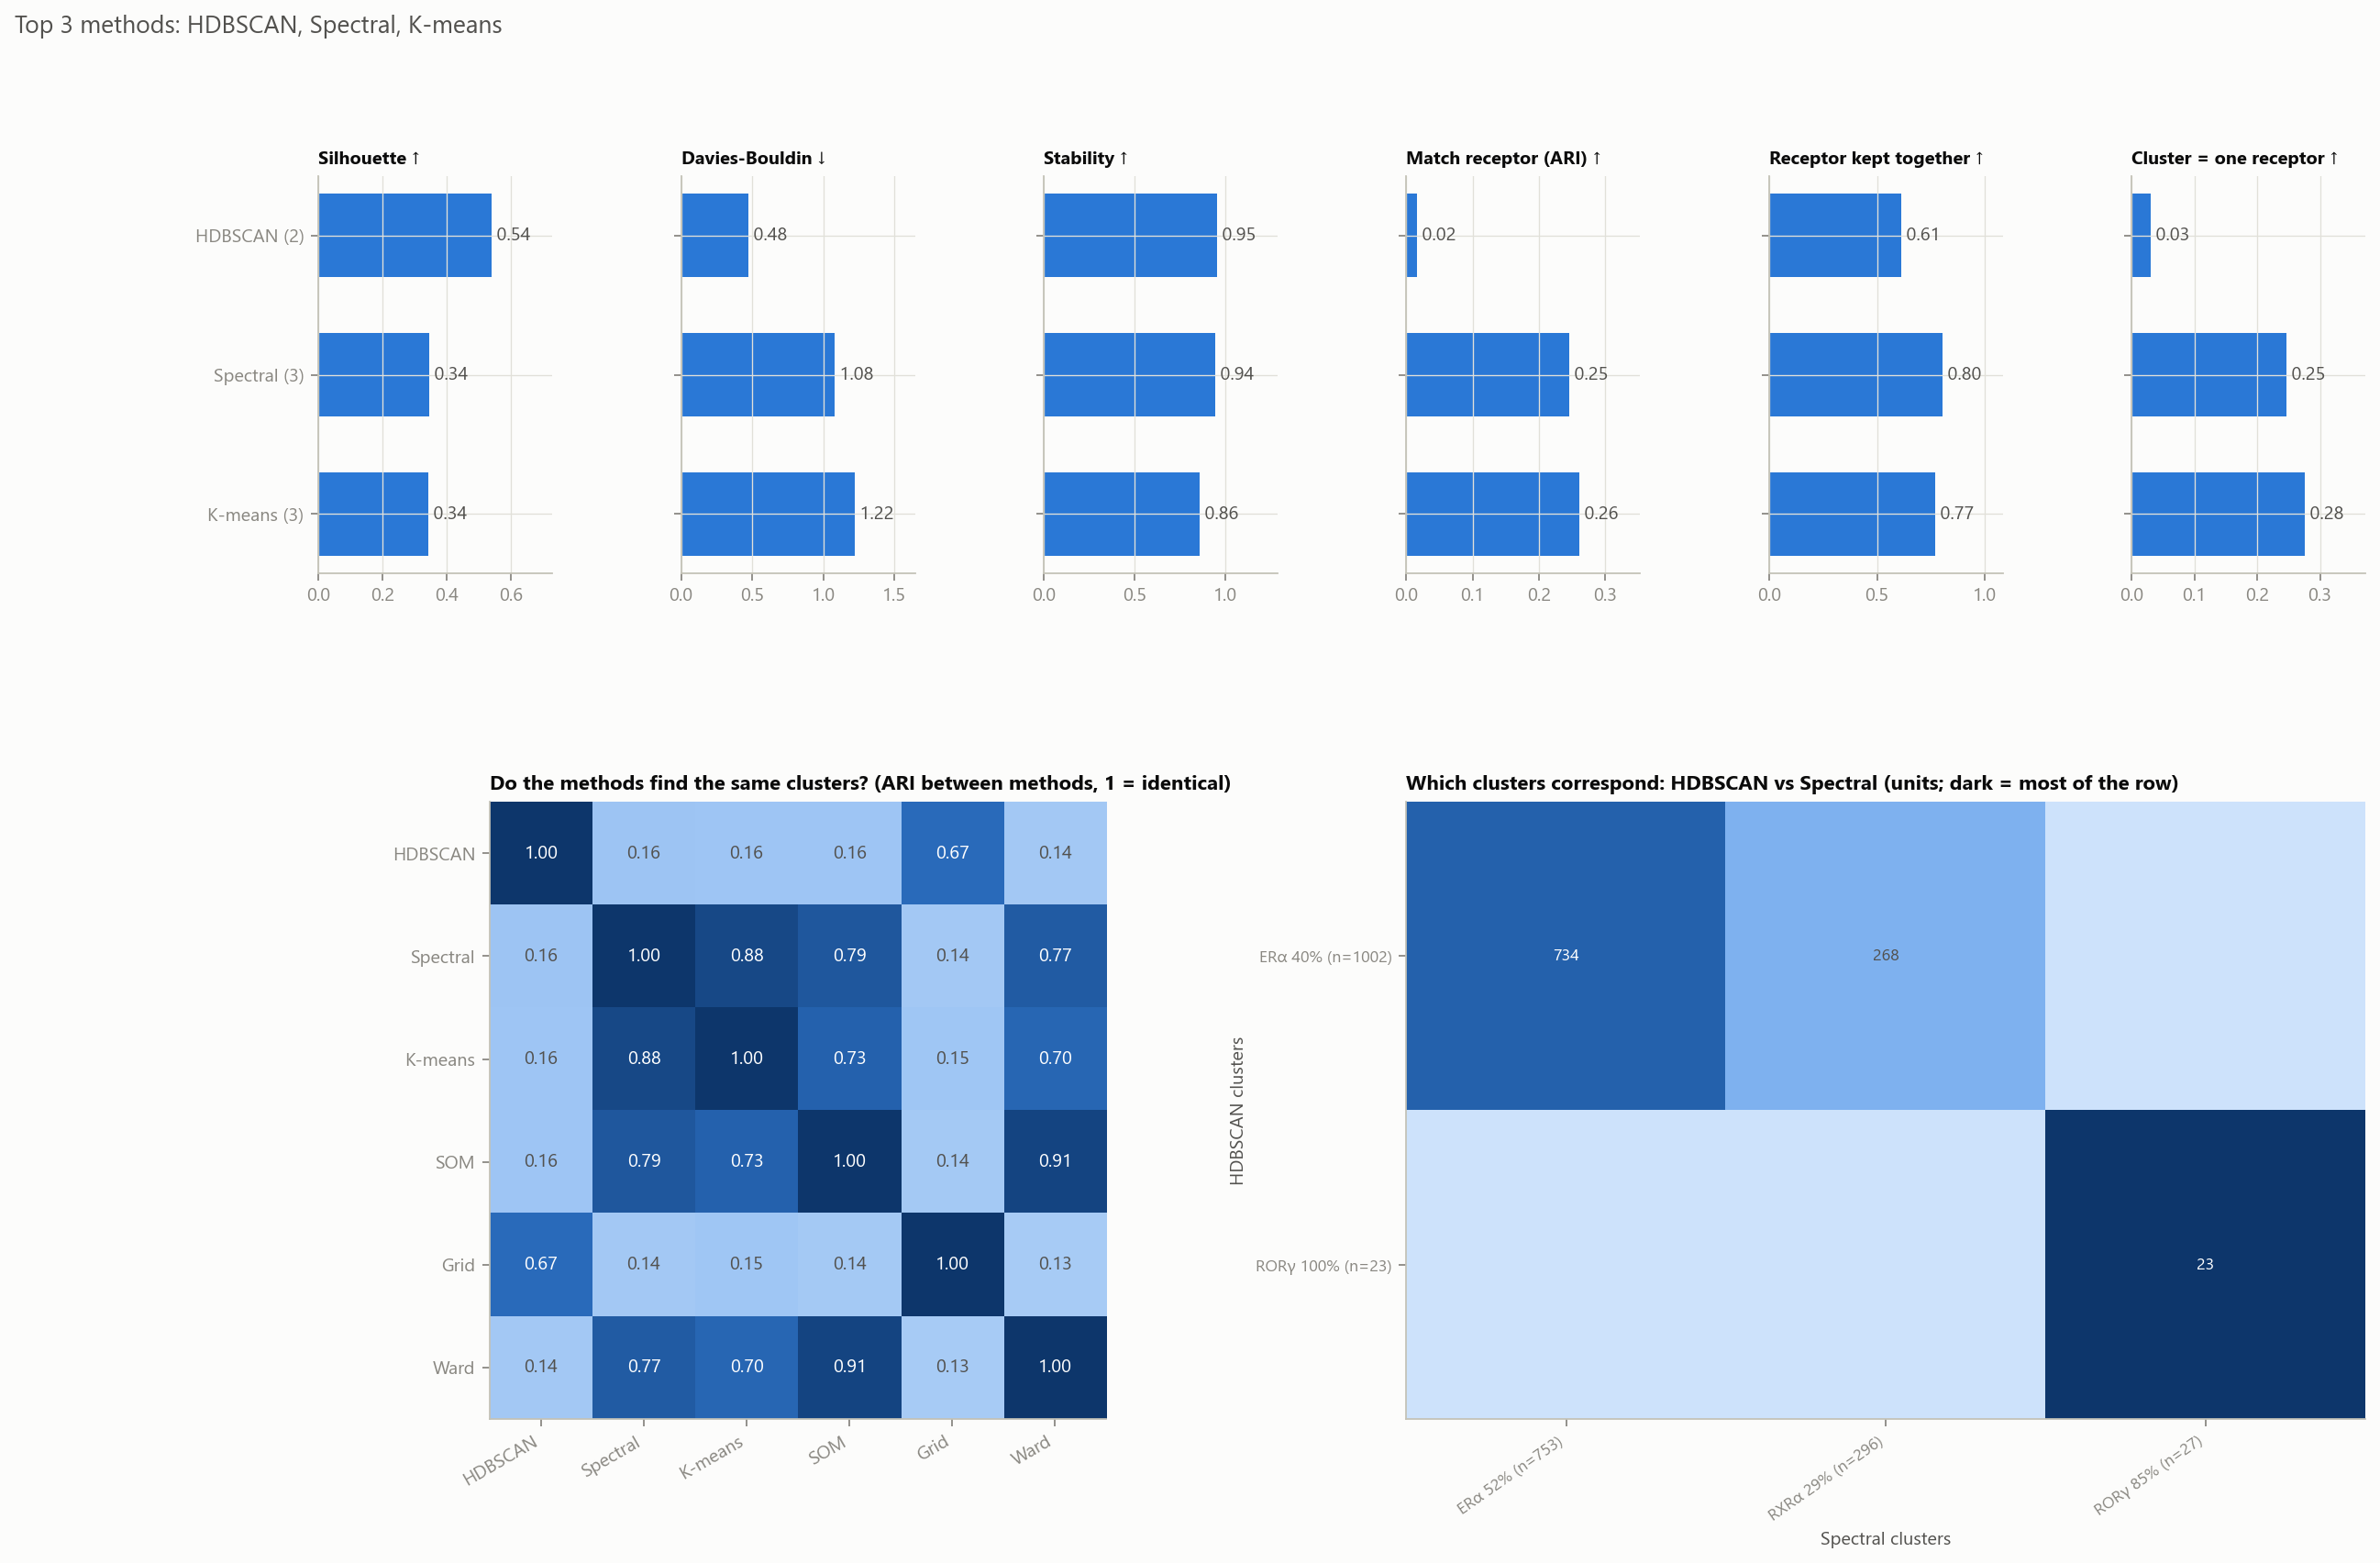 Top 3 methods: HDBSCAN, Spectral, K-means
Silhouette ↑
HDBSCAN (2)
Spectral (3)
K-means (3)
0.54
0.34
0.34
0.0 0.2 0.4 0.6
Davies-Bouldin ↓
0.48
1.08
1.22
0.0 0.5 1.0 1.5
Stability ↑
0.95
0.94
0.86
0.0 0.5 1.0
Match receptor (ARI) ↑
0.02
0.25
0.26
0.0 0.1 0.2 0.3
Receptor kept together ↑
0.61
0.80
0.77
0.0 0.5 1.0
Cluster = one receptor ↑
0.03
0.25
0.28
0.0 0.1 0.2 0.3
Do the methods find the same clusters? (ARI between methods, 1 = identical)
HDBSCAN 1.00 0.16 0.16 0.16 0.67 0.14
Spectral 0.16 1.00 0.88 0.79 0.14 0.77
K-means 0.16 0.88 1.00 0.73 0.15 0.70
SOM 0.16 0.79 0.73 1.00 0.14 0.91
Grid 0.67 0.14 0.15 0.14 1.00 0.13
Ward 0.14 0.77 0.70 0.91 0.13 1.00
HDBSCAN Spectral K-means SOM Grid Ward
Which clusters correspond: HDBSCAN vs Spectral (units; dark = most of the row)
HDBSCAN clusters
ERα 40% (n=1002) 734 268
RORγ 100% (n=23) 23
ERα 52% (n=753) RXRα 29% (n=296) RORγ 85% (n=27)
Spectral clusters